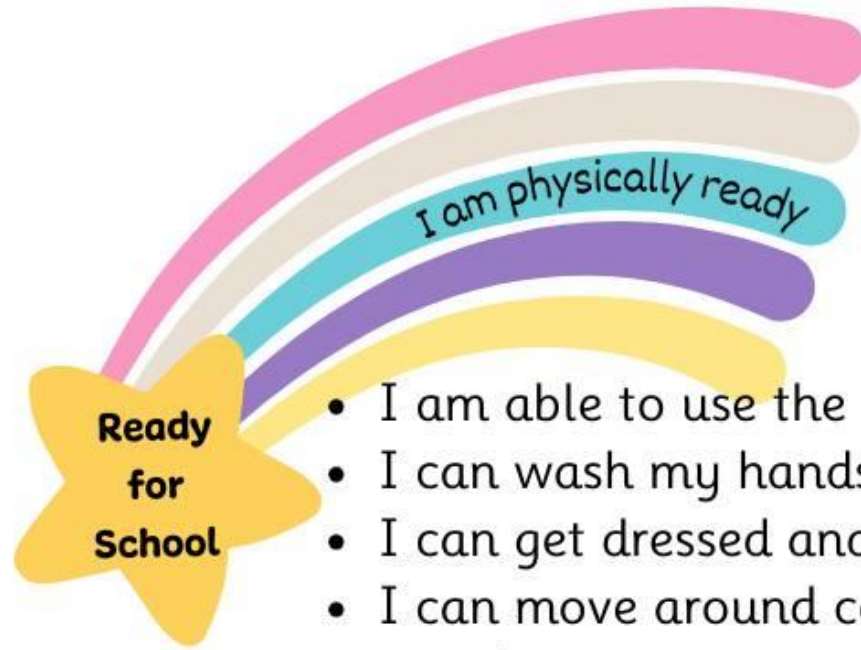 I am physically ready
Ready
for
School
• I am able to use the
• I can wash my hands
• I can get dressed and
• I can move around